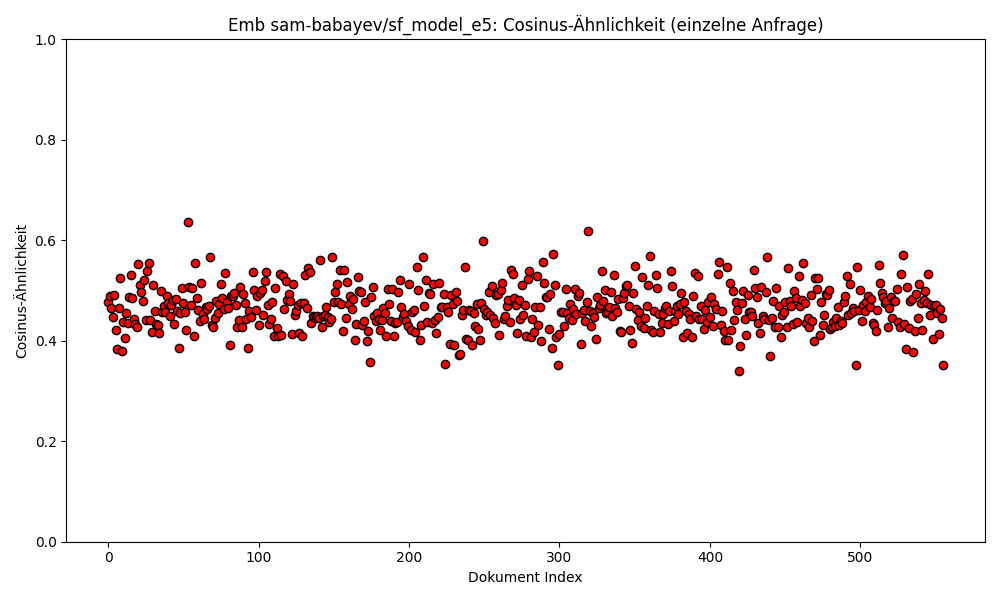 Emb sam-babayev/sf_model_e5: Cosinus-Ähnlichkeit (einzelne Anfrage)
1.0
0.8
0.6
0.4
0.2
0.0
Cosinus-Ähnlichkeit
0 100 200 300 400 500
Dokument Index